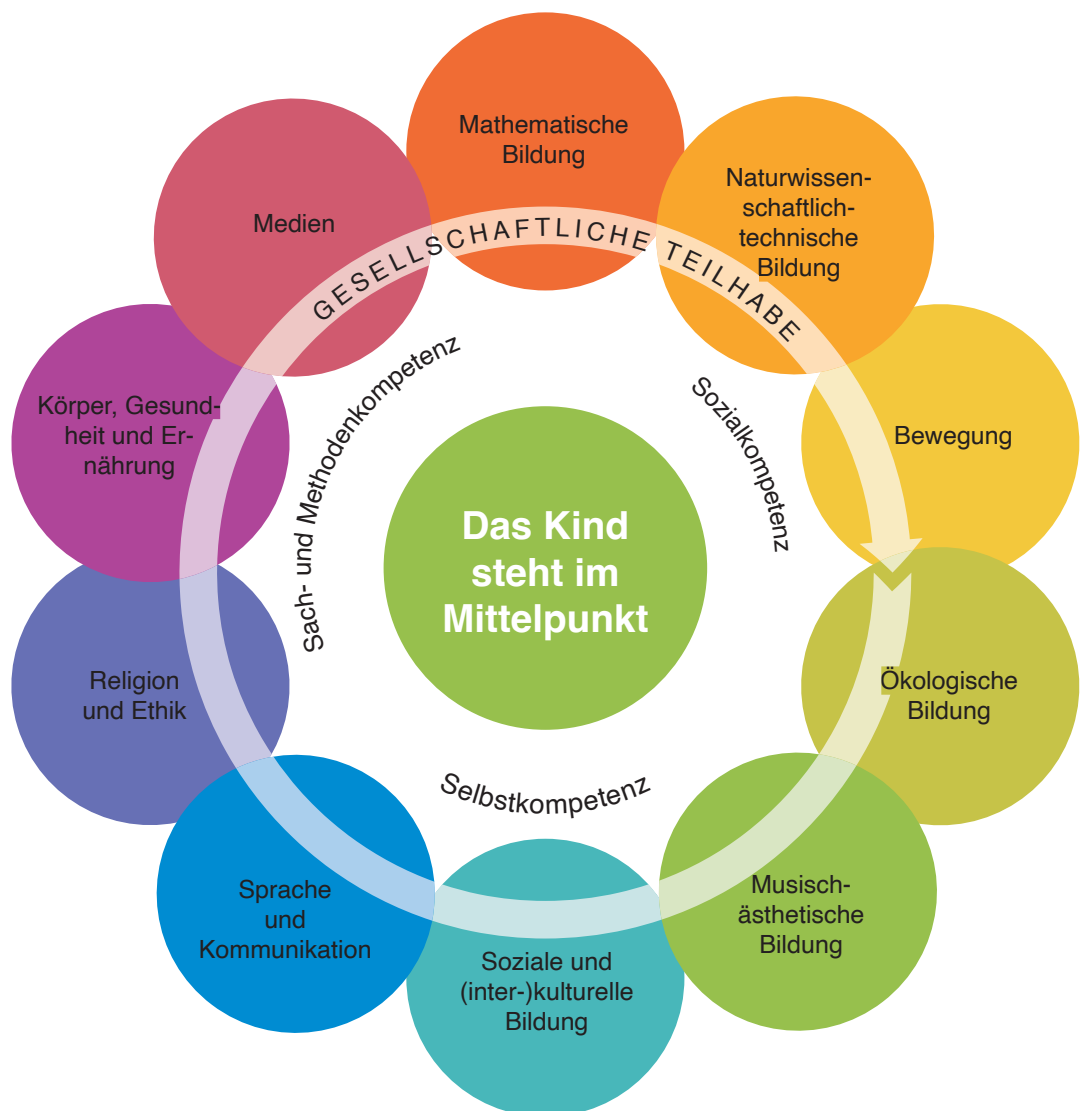 Mathematische
Bildung
Naturwissen-
schaftlich-
technische
Bildung
Bewegung
Ökologische
Bildung
Musisch-
ästhetische
Bildung
Soziale und
(inter-)kulturelle
Bildung
Sprache
und
Kommunikation
Religion
und Ethik
Körper, Gesund-
heit und Er-
nährung
Medien
GESELLSCHAFTLICHE TEILHABE
Sach- und Methodenkompetenz
Sozialkompetenz
Selbstkompetenz
Das Kind
steht im
Mittelpunkt